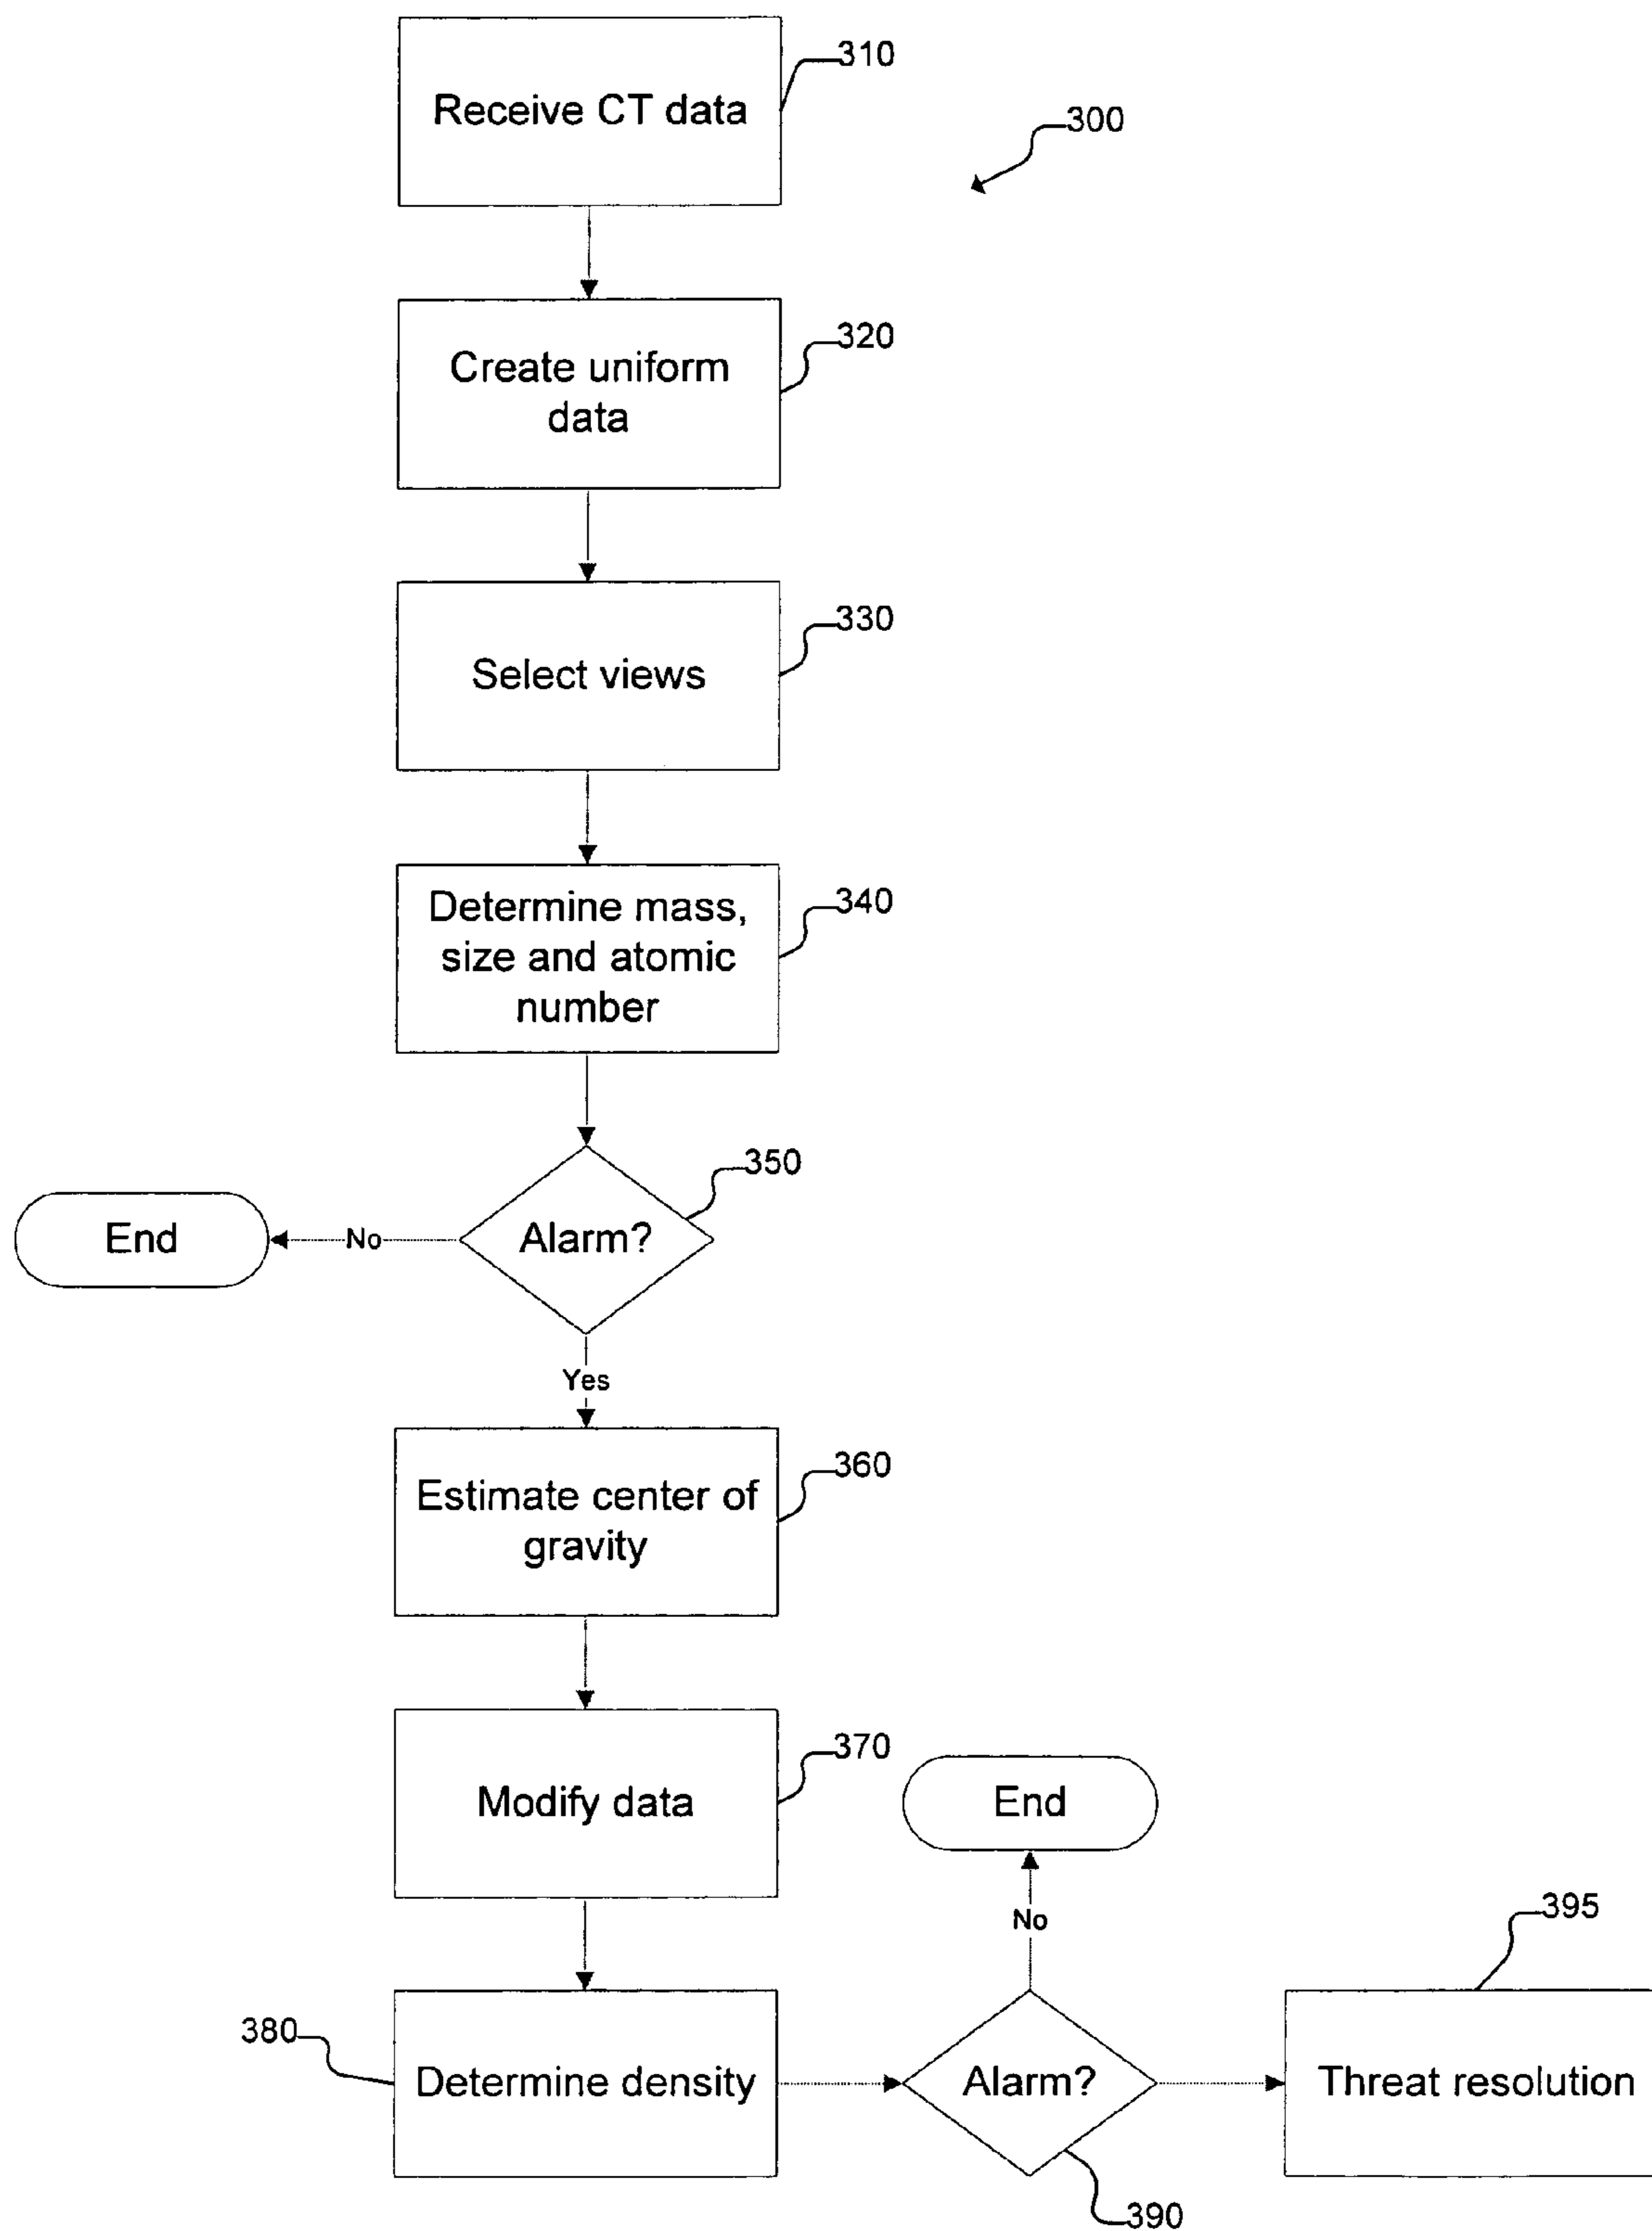 310
Receive CT data
300
320
Create uniform
data
330
Select views
340
Determine mass,
size and atomic
number
350
End
No
Alarm?
Yes
360
Estimate center of
gravity
370
Modify data
End
No
395
380
Determine density
Alarm?
Threat resolution
390